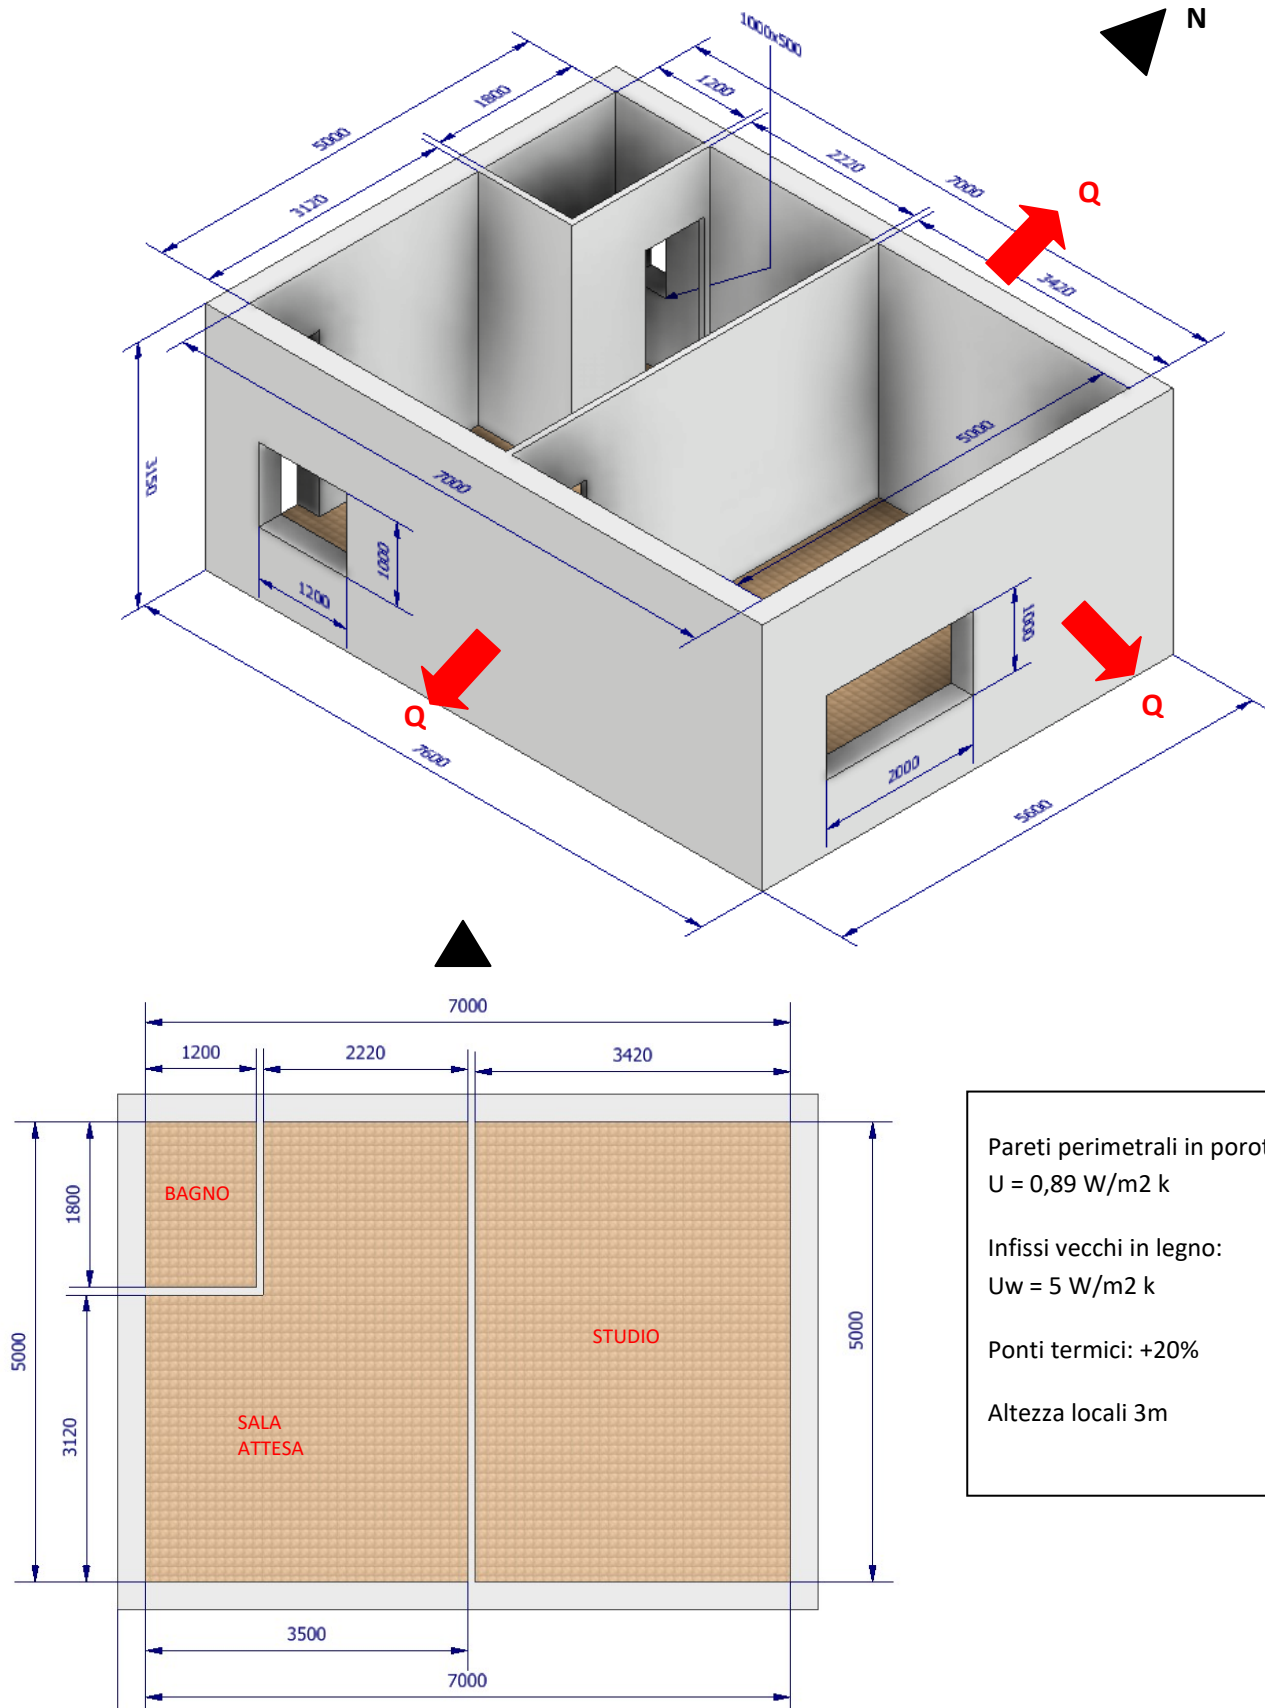 N
1000x500
5000
1800
1200
3120
2220
7000
Q
3420
3150
7000
5000
1000
1200
1000
Q
Q
7600
2000
5600
7000
1200
2220
3420
1800
BAGNO
5000
3120
STUDIO
5000
SALA
ATTESA
3500
7000
Pareti perimetrali in porot
U = 0,89 W/m2 k
Infissi vecchi in legno:
Uw = 5 W/m2 k
Ponti termici: +20%
Altezza locali 3m